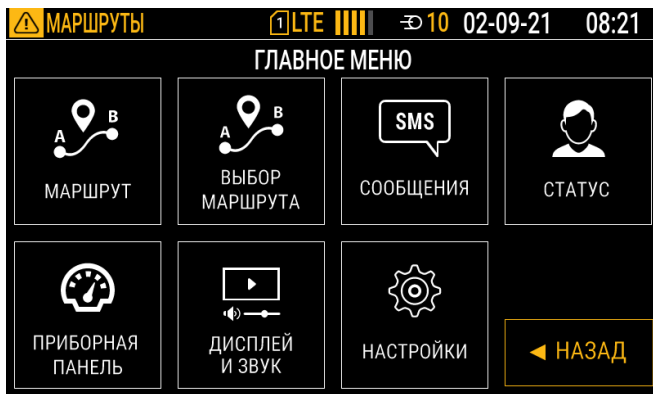 МАРШРУТЫ 1 LTE 10 02-09-21 08:21
ГЛАВНОЕ МЕНЮ
A B
МАРШРУТ
A B
ВЫБОР
МАРШРУТА
SMS
СООБЩЕНИЯ
СТАТУС
ПРИБОРНАЯ
ПАНЕЛЬ
ДИСПЛЕЙ
И ЗВУК
НАСТРОЙКИ
НАЗАД